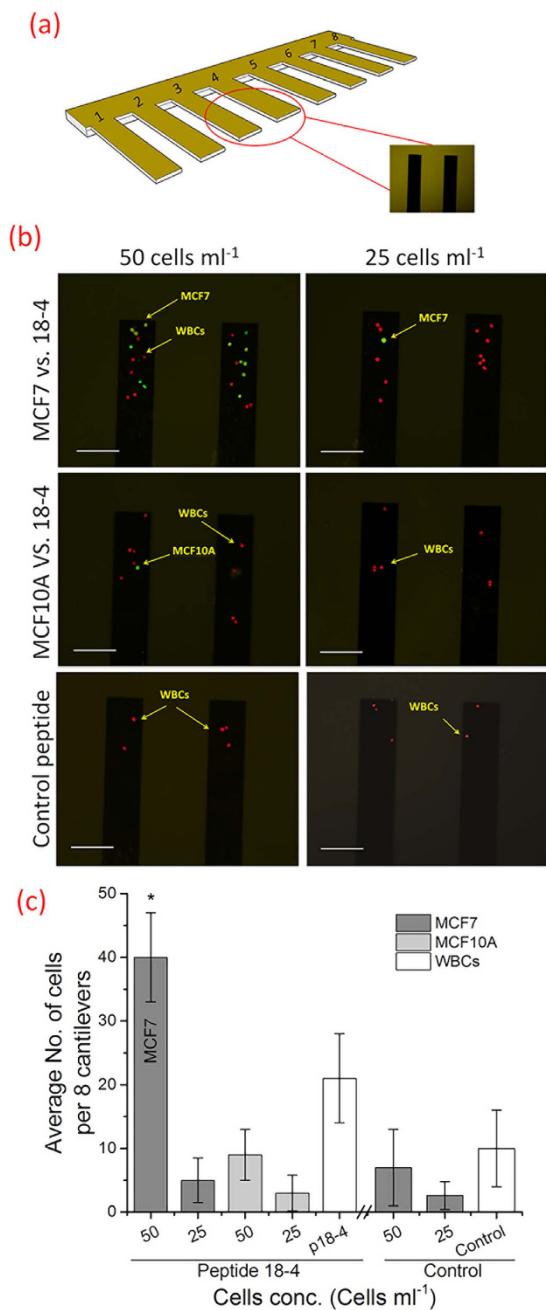 (a)
1 2 3 4 5 6 7 8
(b)
50 cells ml⁻¹ 25 cells ml⁻¹
MCF7 vs. 18-4
MCF7
WBCs
MCF7
MCF10A VS. 18-4
WBCs
MCF10A
WBCs
Control peptide
WBCs
WBCs
(c)
Average No. of cells
per 8 cantilevers
50
40
30
20
10
0
*
MCF7
MCF7
MCF10A
WBCs
50 25 50 25 p18-4 50 25 Control
Peptide 18-4 Control
Cells conc. (Cells ml⁻¹)